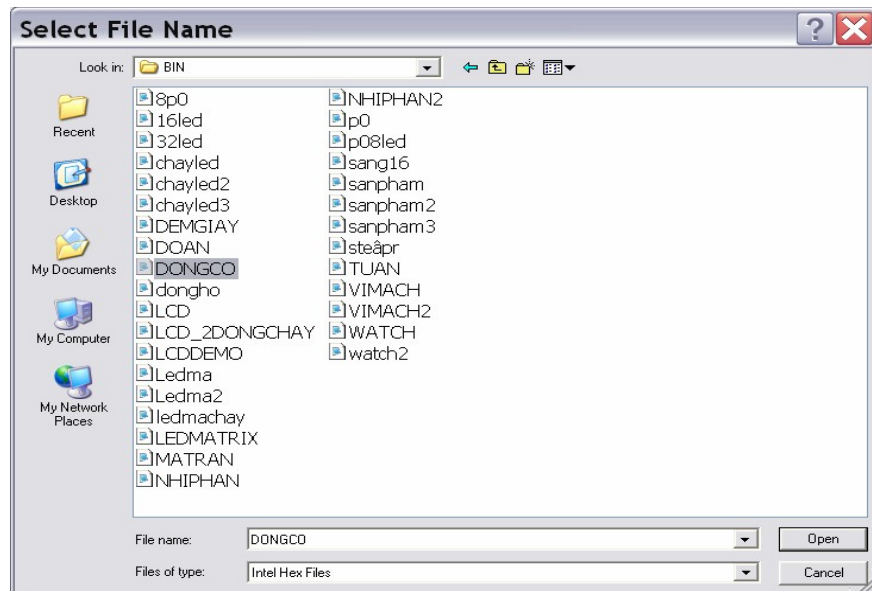 Select File Name
Look in:
BIN
Recent
Desktop
My Documents
My Computer
My Network
Places
8p0
16led
32led
chayled
chayled2
chayled3
DEMGIAY
DOAN
DONGCO
dongho
LCD
LCD_2DONGCHAY
LCDDEMO
Ledma
Ledma2
ledmachay
LEDMATRIX
MATRAN
NHIPHAN
NHIPHAN2
p0
p08led
sang16
sanpham
sanpham2
sanpham3
steâpr
TUAN
VIMACH
VIMACH2
WATCH
watch2
File name:
DONGCO
Open
Files of type:
Intel Hex Files
Cancel